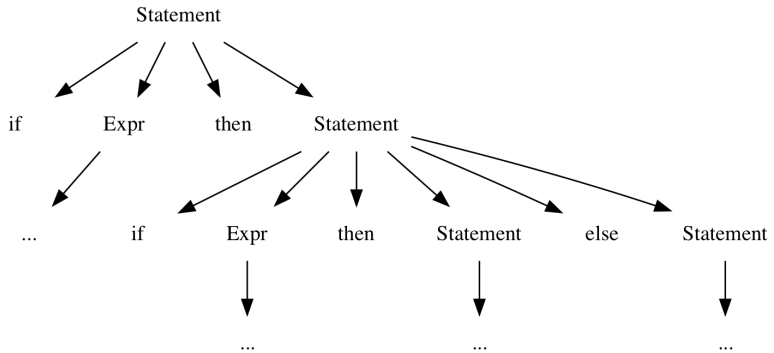 Statement
if Expr then Statement
... if Expr then Statement else Statement
... ... ...